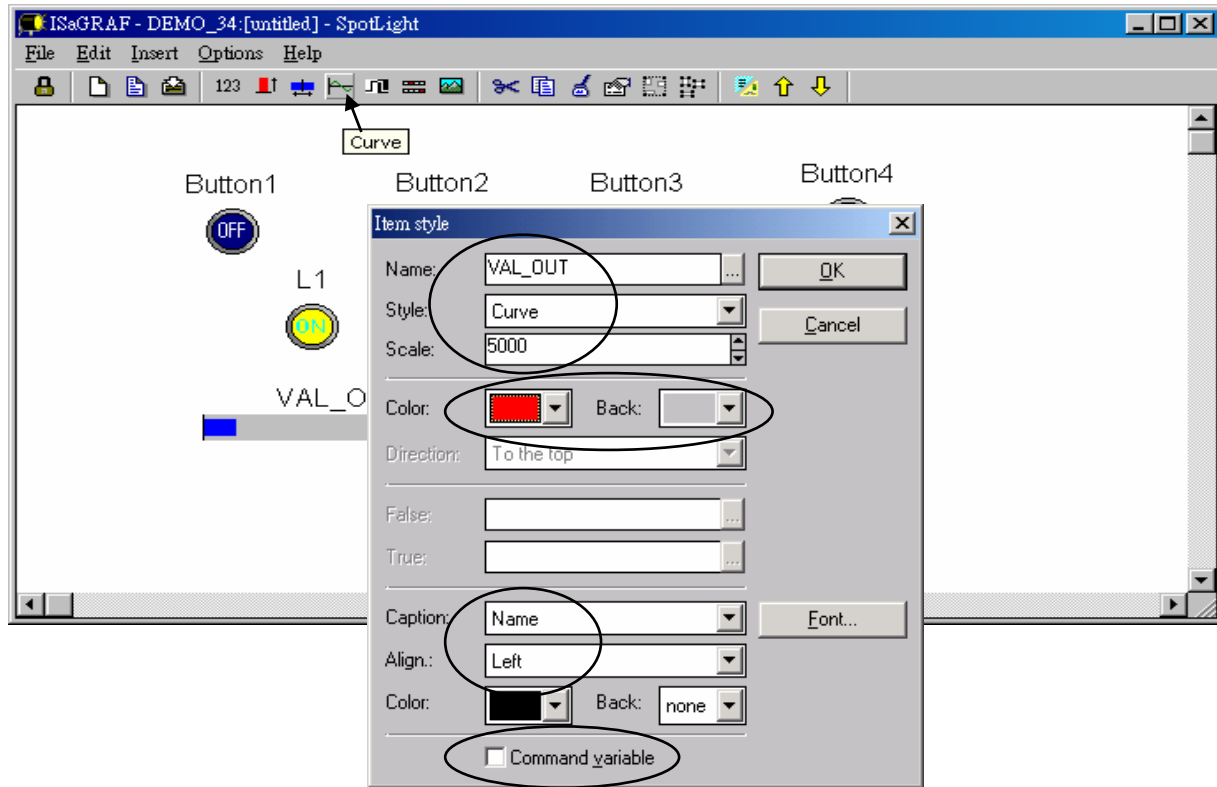 ISaGRAF - DEMO_34:[untitled] - SpotLight
File Edit Insert Options Help
123
Curve
Button1 Button2 Button3 Button4
OFF
L1
ON
VAL_O
Item style
Name: VAL_OUT ... OK
Style: Curve Cancel
Scale: 5000
Color: Back:
Direction: To the top
False: ...
True: ...
Caption: Name Font...
Align.: Left
Color: Back: none
Command variable